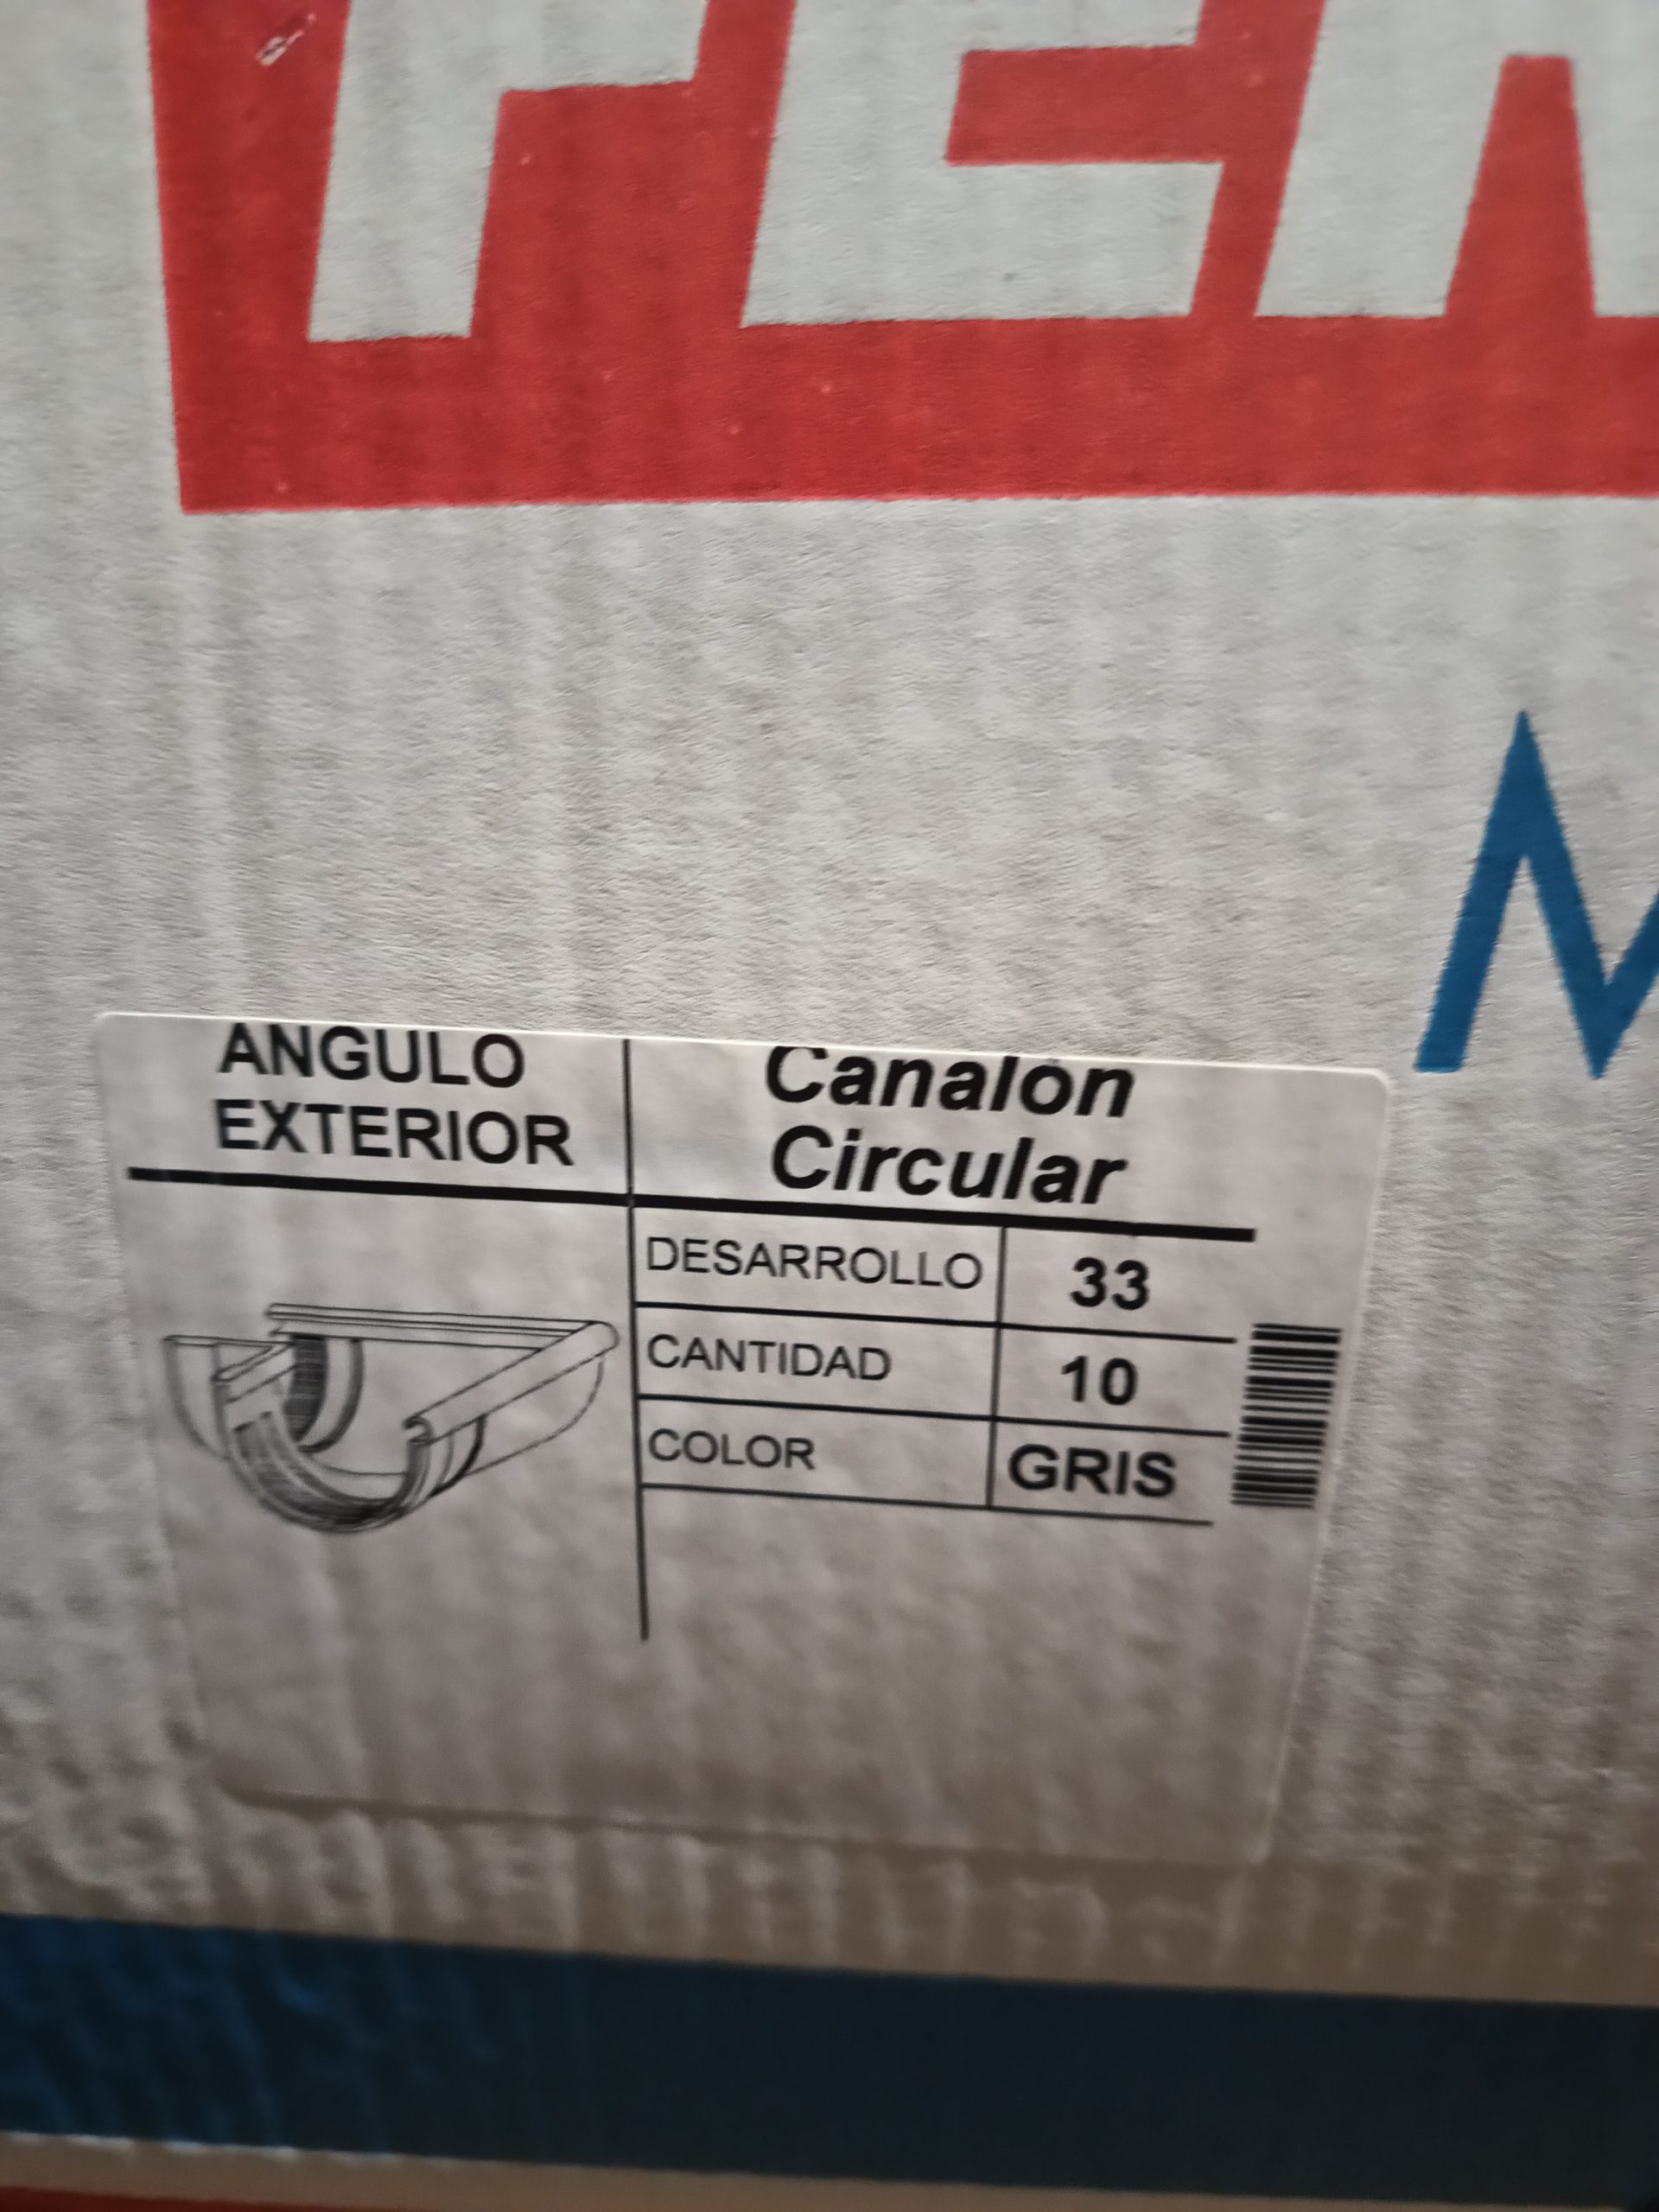 ANGULO
EXTERIOR
Canalón
Circular
DESARROLLO 33
CANTIDAD 10
COLOR GRIS